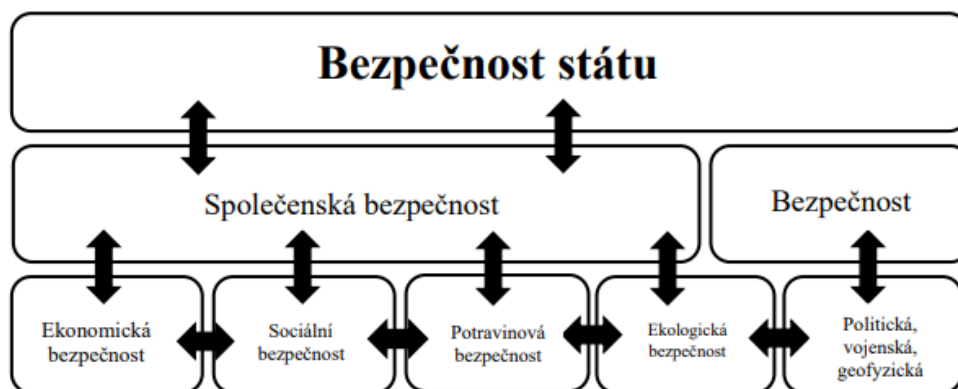 Bezpečnost státu
Společenská bezpečnost
Bezpečnost
Ekonomická
bezpečnost
Sociální
bezpečnost
Potravinová
bezpečnost
Ekologická
bezpečnost
Politická,
vojenská,
geofyzická